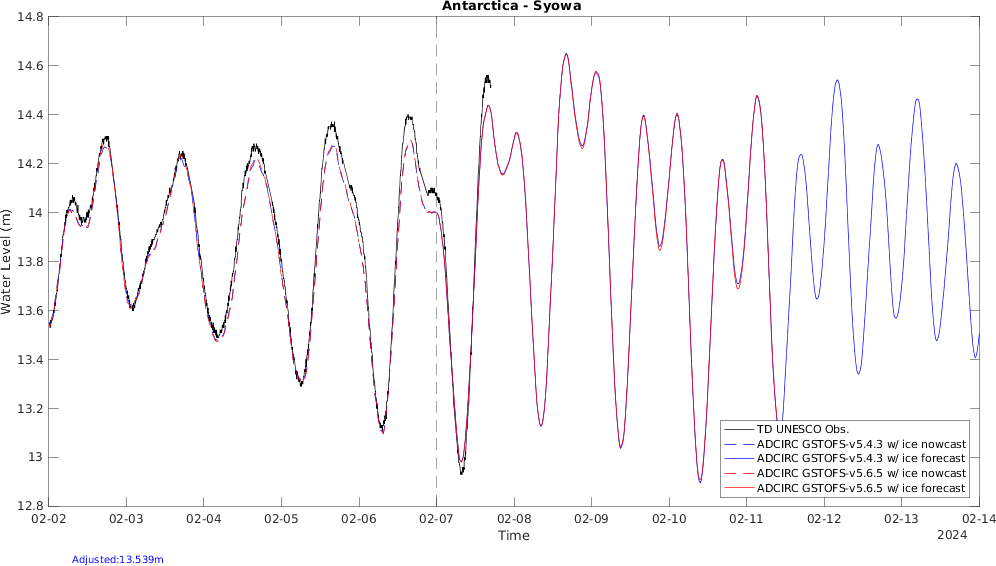 Antarctica - Syowa
14.8
14.6
14.4
14.2
14
13.8
13.6
13.4
13.2
13
12.8
Water Level (m)
TD UNESCO Obs.
ADCIRC GSTOFS-v5.4.3 w/ ice nowcast
ADCIRC GSTOFS-v5.4.3 w/ ice forecast
ADCIRC GSTOFS-v5.6.5 w/ ice nowcast
ADCIRC GSTOFS-v5.6.5 w/ ice forecast
02-02 02-03 02-04 02-05 02-06 02-07 02-08 02-09 02-10 02-11 02-12 02-13 02-14
Time 2024
Adjusted:13.539m